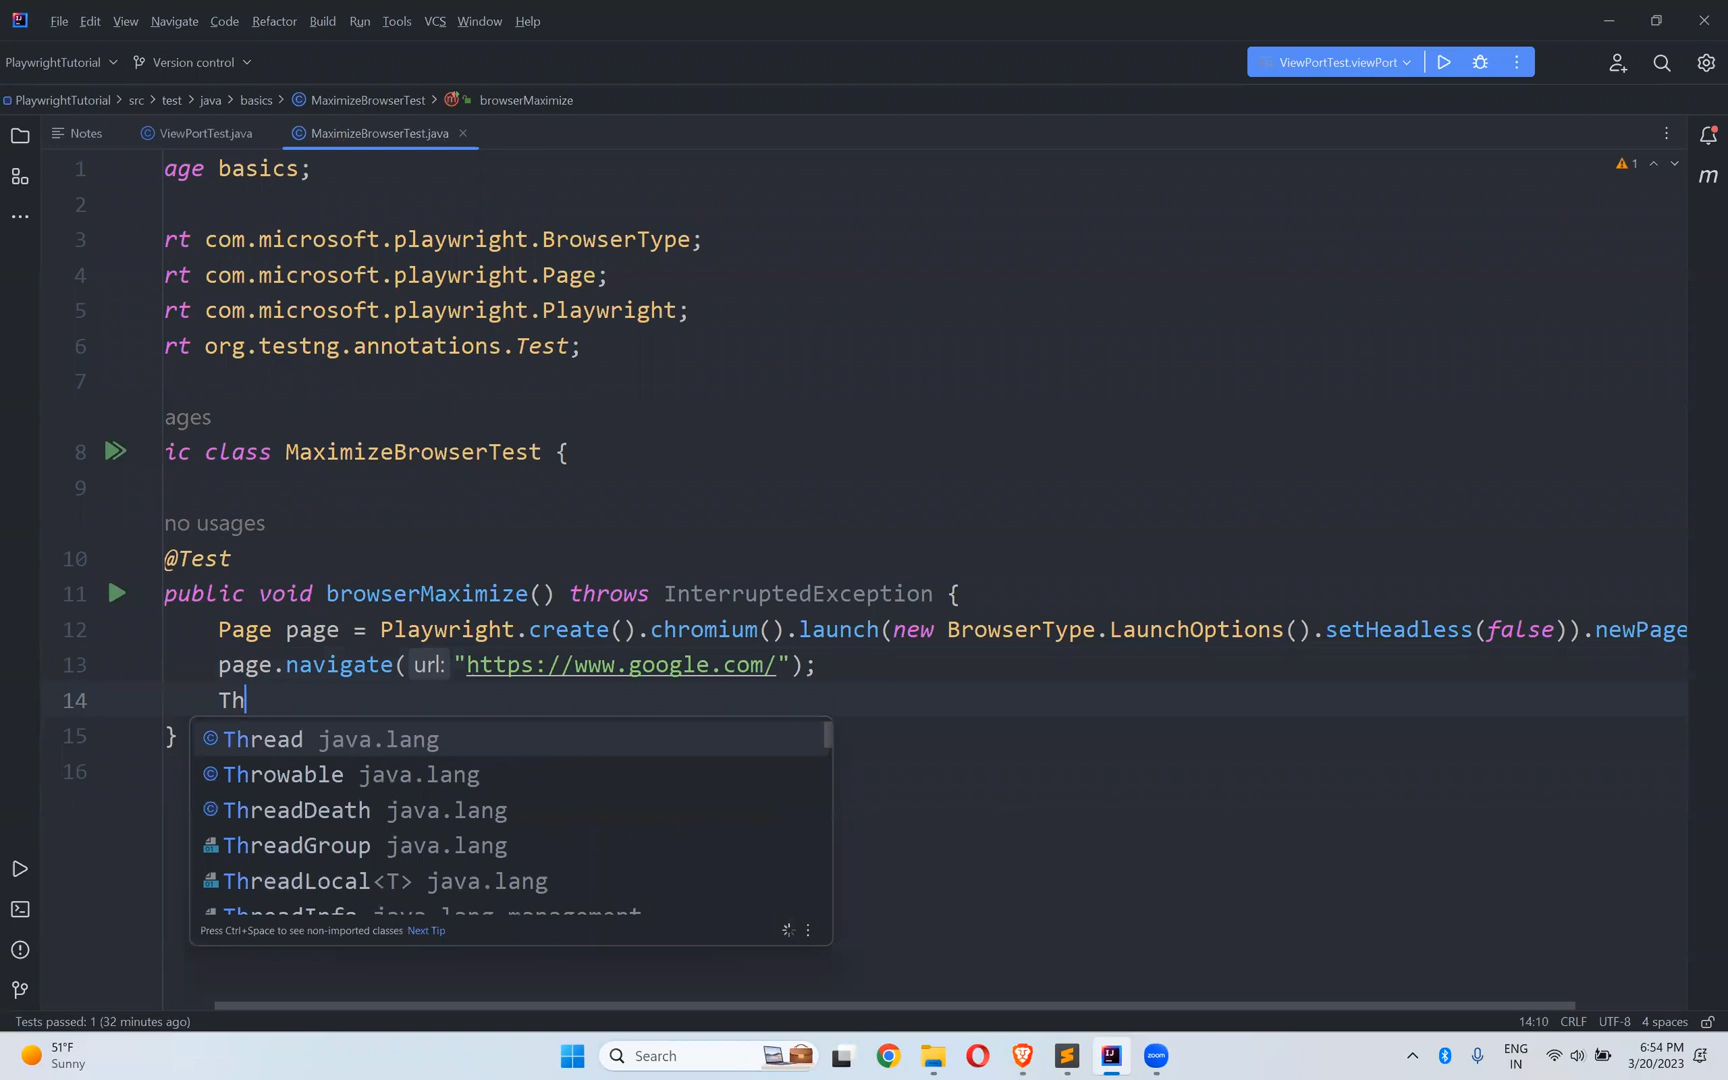 File Edit View Navigate Code Refactor Build Run Tools VCS Window Help
PlaywrightTutorial Version control ViewPortTest.viewPort
PlaywrightTutorial src test java basics MaximizeBrowserTest browserMaximize
Notes ViewPortTest.java MaximizeBrowserTest.java
1 age basics;
2
3 rt com.microsoft.playwright.BrowserType;
4 rt com.microsoft.playwright.Page;
5 rt com.microsoft.playwright.Playwright;
6 rt org.testng.annotations.Test;
7
ages
8 ic class MaximizeBrowserTest {
9
no usages
10 @Test
11 public void browserMaximize() throws InterruptedException {
12 Page page = Playwright.create().chromium().launch(new BrowserType.LaunchOptions().setHeadless(false)).newPage
13 page.navigate( url: "https://www.google.com/");
14 Th
15 }
16
Thread java.lang
Throwable java.lang
ThreadDeath java.lang
ThreadGroup java.lang
ThreadLocal<T> java.lang
ThreadInfo java.lang.management
Press Ctrl+Space to see non-imported classes Next Tip
1
m
Tests passed: 1 (32 minutes ago) 14:10 CRLF UTF-8 4 spaces
51°F
Sunny
Search
zoom
ENG
IN
6:54 PM
3/20/2023